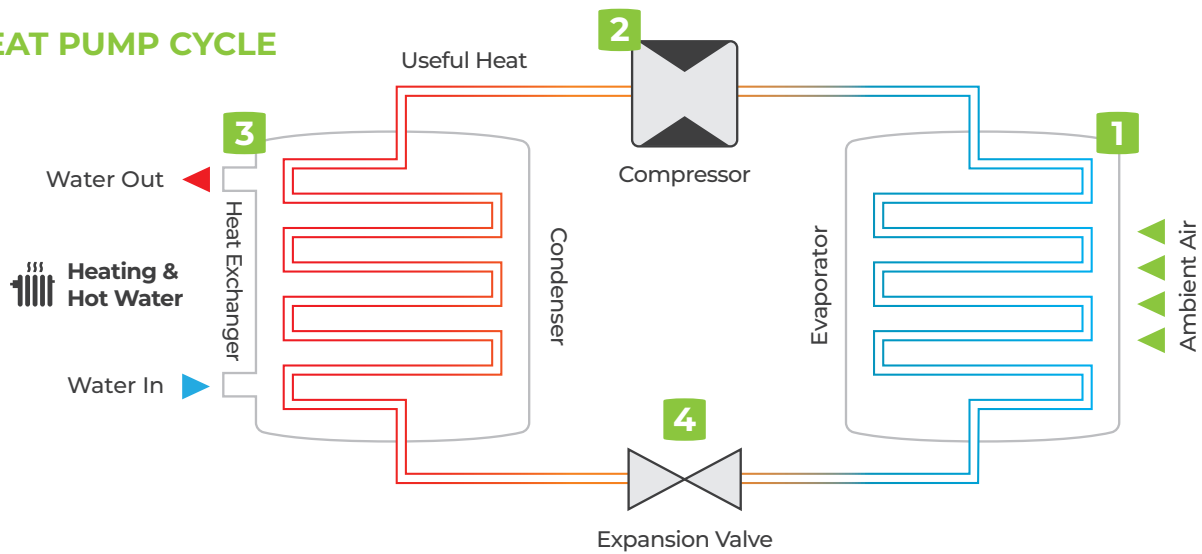 EAT PUMP CYCLE
2
Useful Heat
3
1
Compressor
Water Out
Heat Exchanger
Condenser
Evaporator
Ambient Air
Heating &
Hot Water
Water In
4
Expansion Valve